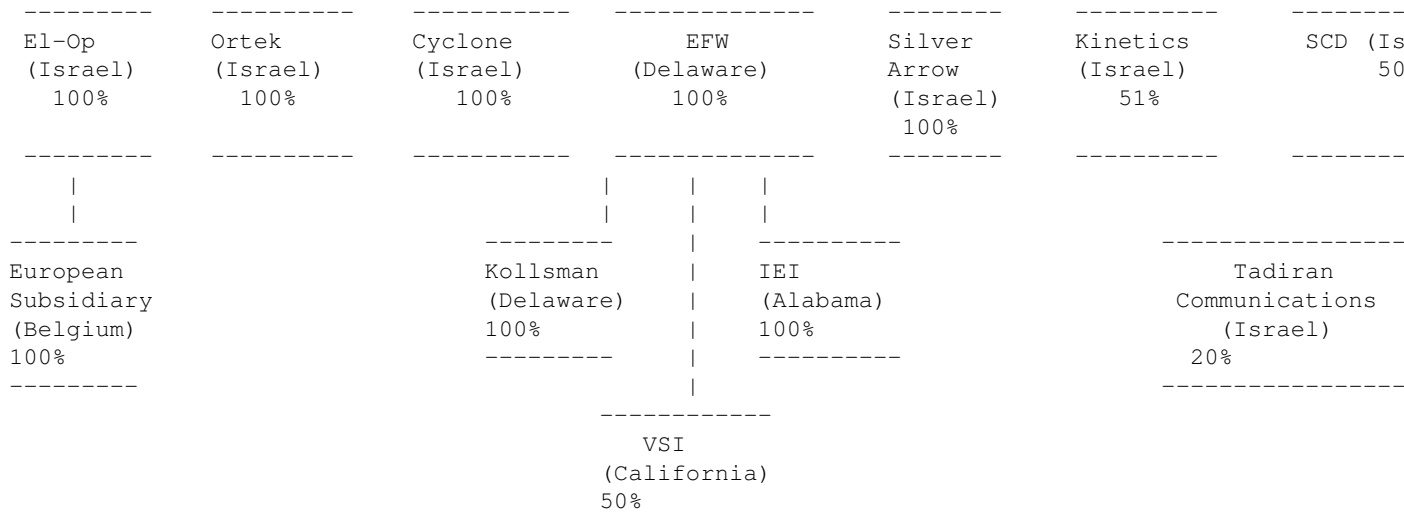 --------- ---------- ----------- -------------- -------- ---------- --------
El-Op Ortek Cyclone EFW Silver Kinetics SCD (Is
(Israel) (Israel) (Israel) (Delaware) Arrow (Israel) 50
100% 100% 100% 100% (Israel) 51%
100%
--------- ---------- ----------- -------------- -------- ---------- --------
| | | |
| | | |
--------- --------- | ---------- -----------------
European Kollsman | IEI Tadiran
Subsidiary (Delaware) | (Alabama) Communications
(Belgium) 100% | 100% (Israel)
100% --------- | ---------- 20%
--------- | -----------------
------------
VSI
(California)
50%